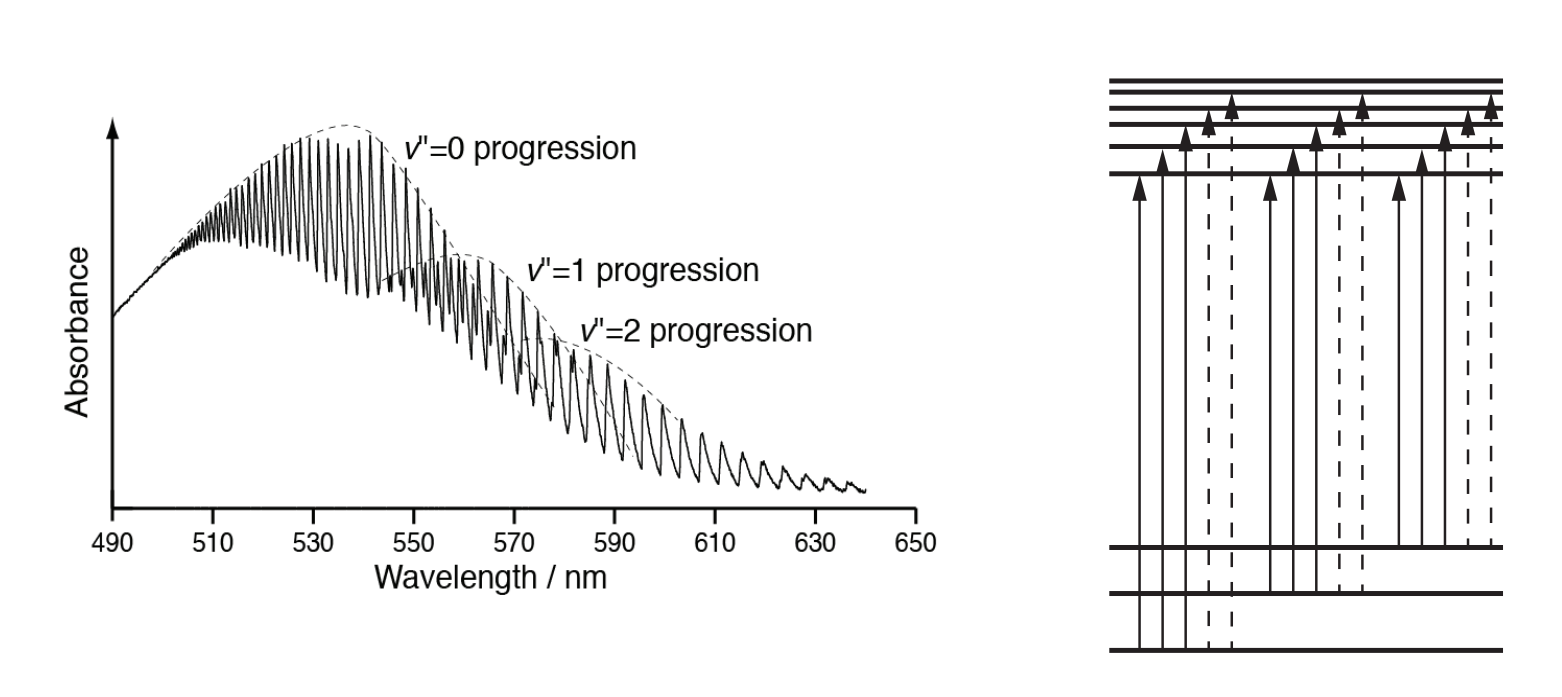 v"=0 progression
v"=1 progression
v"=2 progression
Absorbance
490 510 530 550 570 590 610 630 650
Wavelength / nm